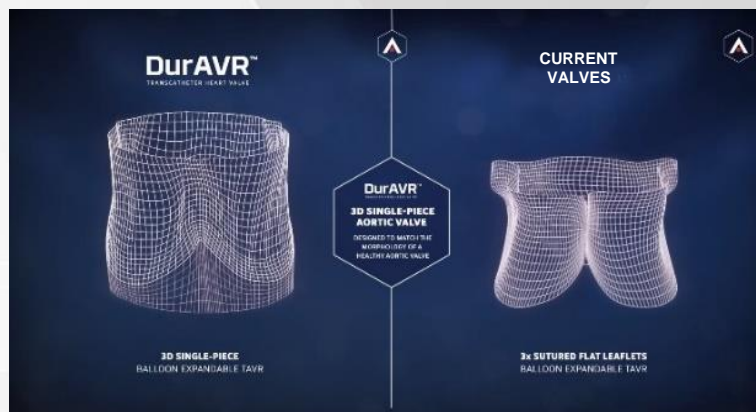 DurAVR™
TRANSCATHETER HEART VALVE
CURRENT
VALVES
DurAVR™
3D SINGLE-PIECE
AORTIC VALVE
DESIGNED TO MATCH THE
MORPHOLOGY OF A
HEALTHY AORTIC VALVE
3D SINGLE-PIECE
BALLOON EXPANDABLE TAVR
3x SUTURED FLAT LEAFLETS
BALLOON EXPANDABLE TAVR